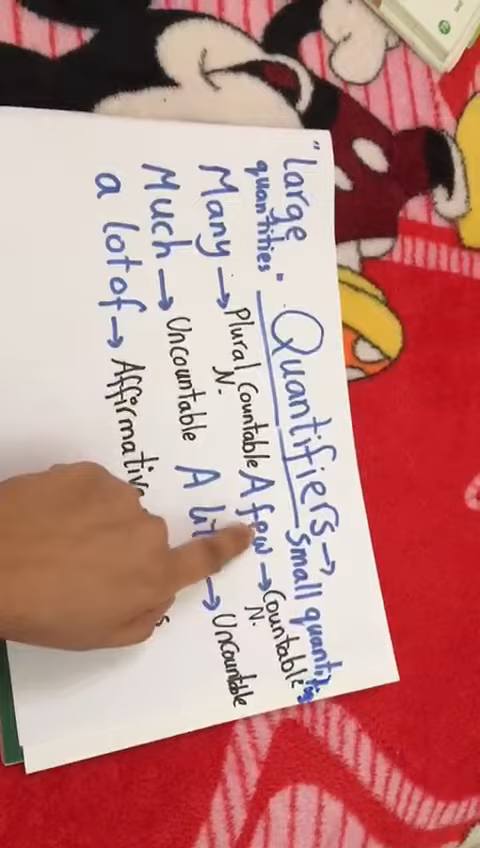 "Large quantities" Quantifiers → Small quantities
Many → Plural Countable N. A few → Countable N.
Much → Uncountable A → Uncountable
a lot of → Affirmative